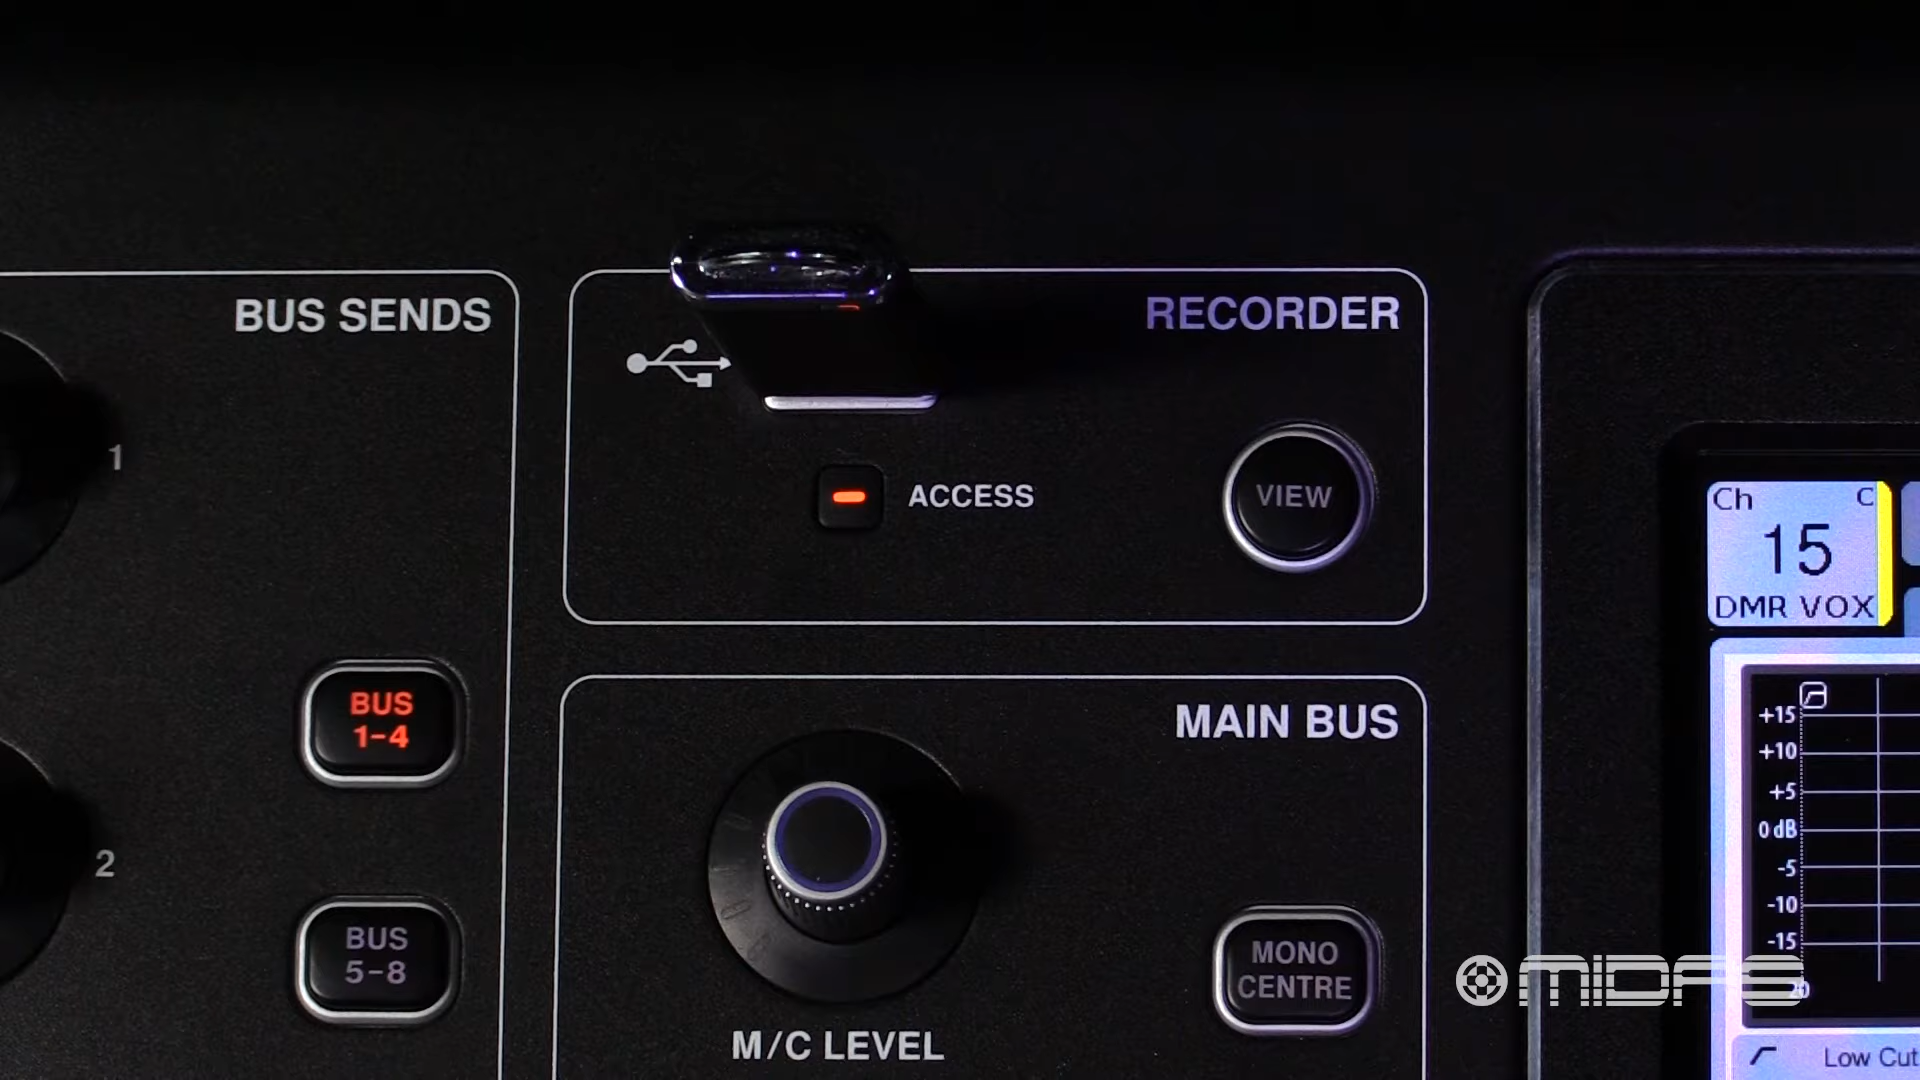 BUS SENDS
1
BUS
1-4
2
BUS
5-8
RECORDER
ACCESS
VIEW
MAIN BUS
M/C LEVEL
MONO
CENTRE
Ch C
15
DMR VOX
+15
+10
+5
0 dB
-5
-10
-15
20
Low Cut
MIDAS